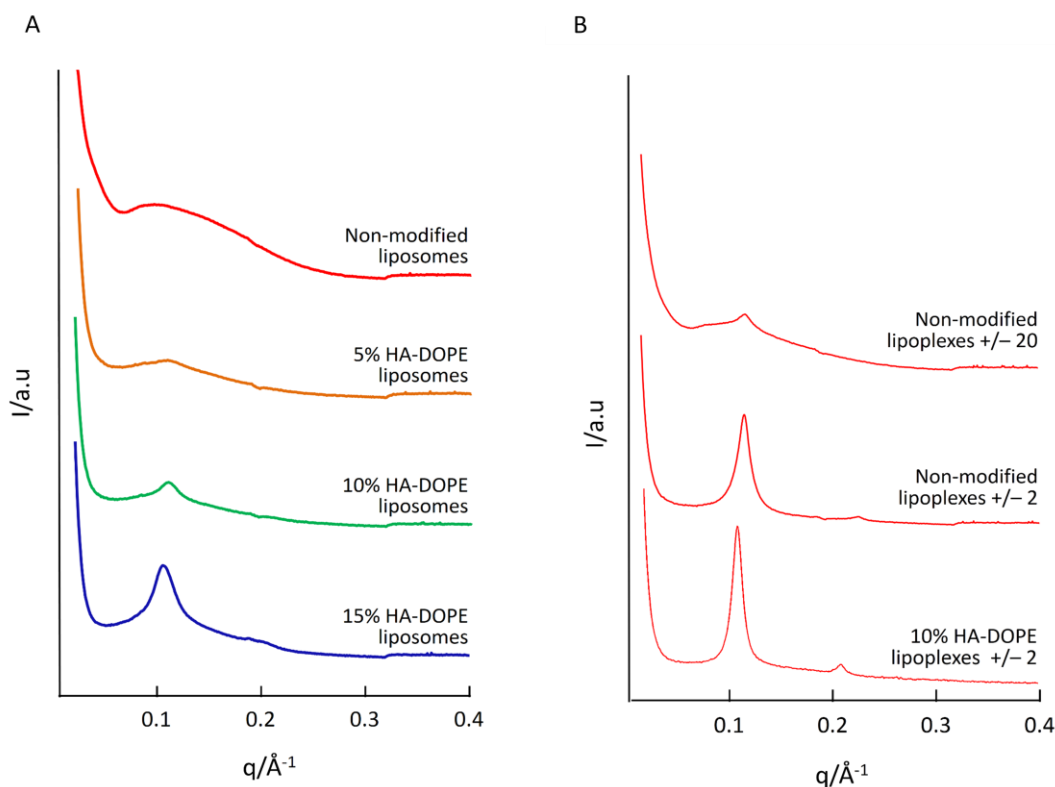 A
I/a.u
Non-modified
liposomes
5% HA-DOPE
liposomes
10% HA-DOPE
liposomes
15% HA-DOPE
liposomes
0.1
0.2
0.3
0.4
q/Å⁻¹
B
I/a.u
Non-modified
lipoplexes +/– 20
Non-modified
lipoplexes +/– 2
10% HA-DOPE
lipoplexes +/– 2
0.1
0.2
0.3
0.4
q/Å⁻¹